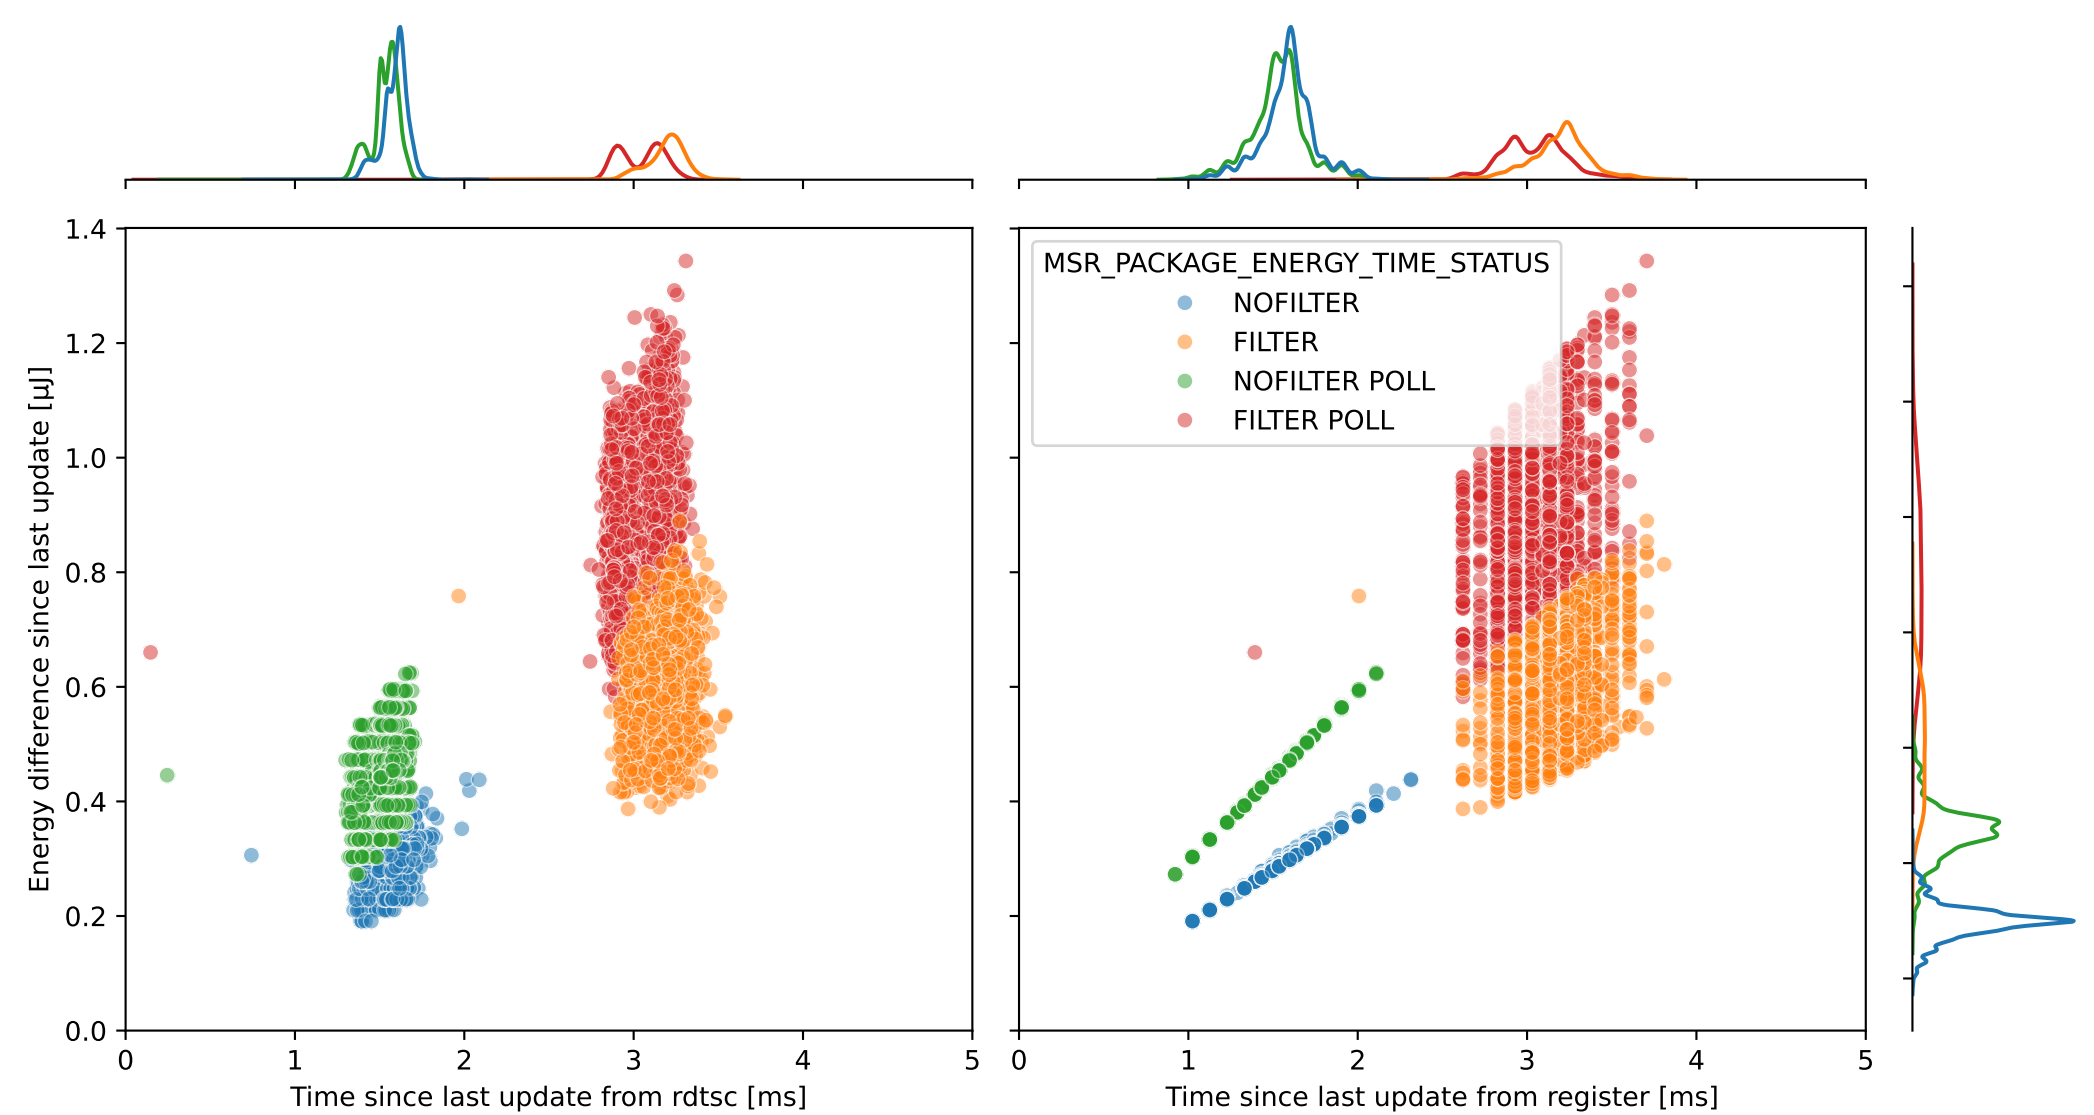 1.4
1.2
1.0
0.8
0.6
0.4
0.2
0.0
Energy difference since last update [µJ]
0 1 2 3 4 5
Time since last update from rdtsc [ms]
MSR_PACKAGE_ENERGY_TIME_STATUS
NOFILTER
FILTER
NOFILTER POLL
FILTER POLL
0 1 2 3 4 5
Time since last update from register [ms]